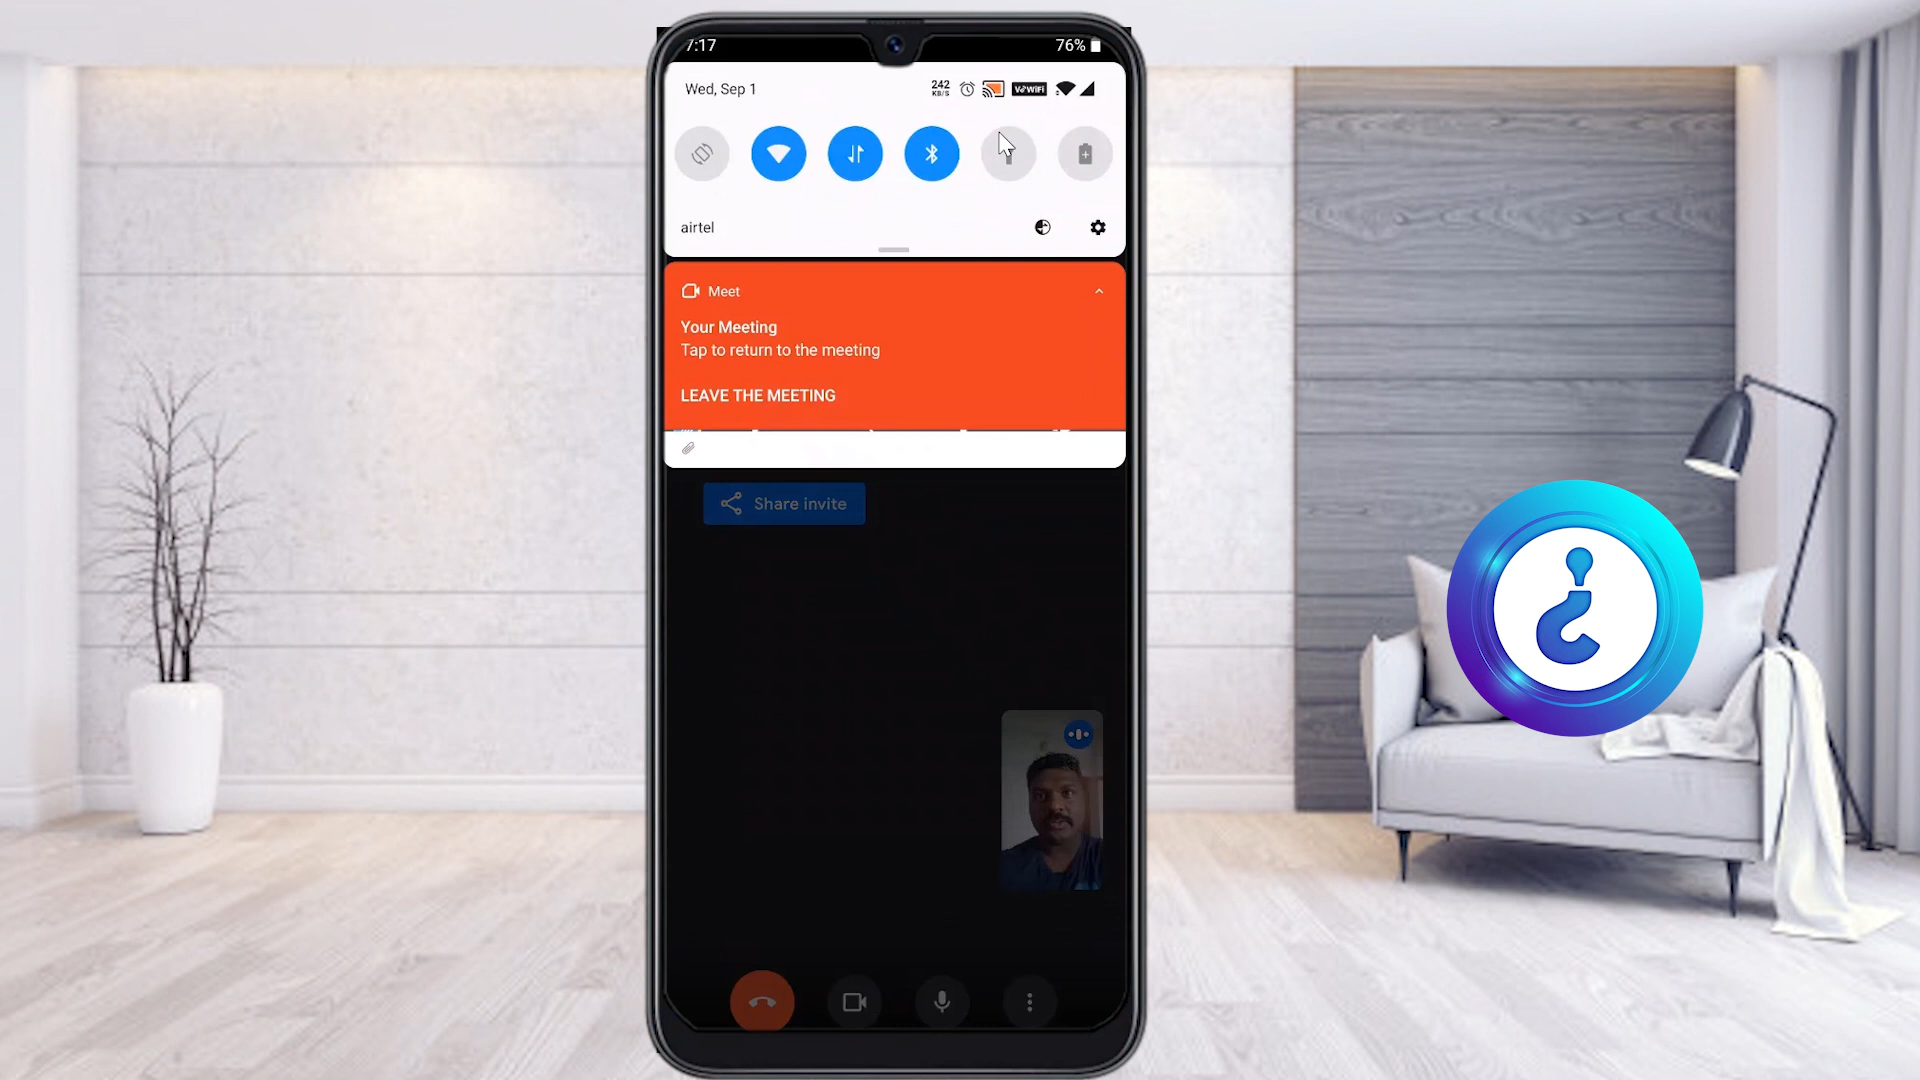 7:17
76%
Wed, Sep 1
242
KB/S
VoWiFi
airtel
Meet
Your Meeting
Tap to return to the meeting
LEAVE THE MEETING
Share invite